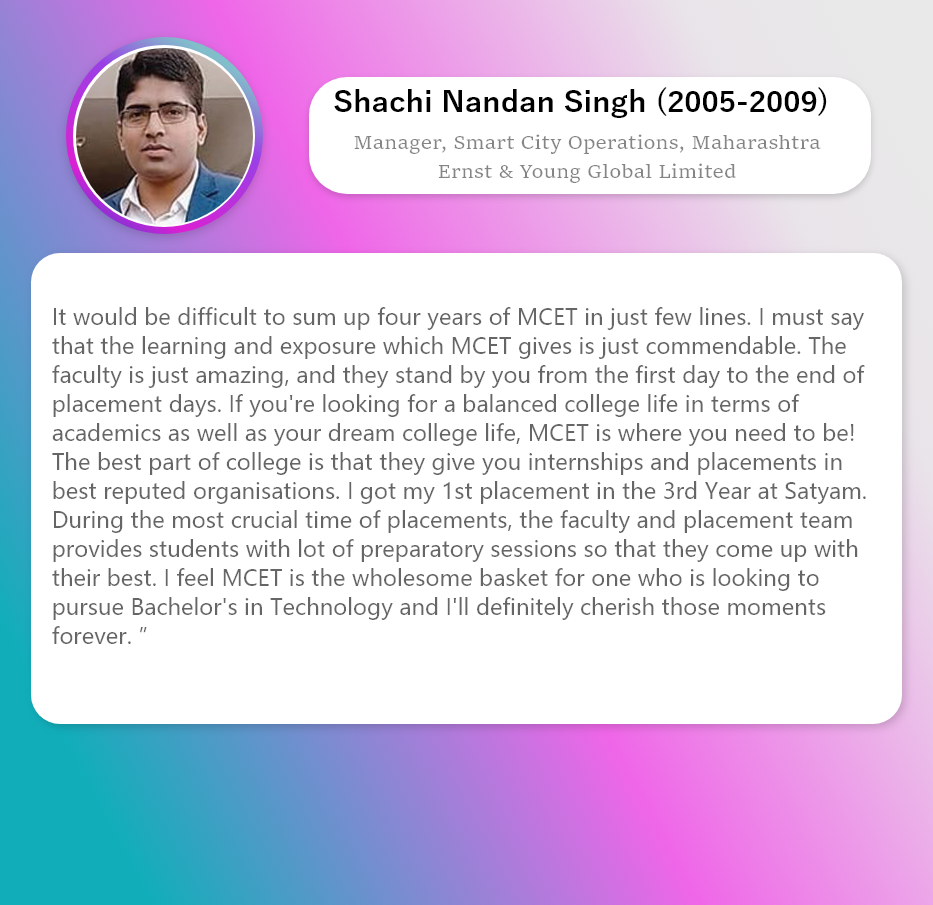 Shachi Nandan Singh (2005-2009)
Manager, Smart City Operations, Maharashtra
Ernst & Young Global Limited
It would be difficult to sum up four years of MCET in just few lines. I must say
that the learning and exposure which MCET gives is just commendable. The
faculty is just amazing, and they stand by you from the first day to the end of
placement days. If you're looking for a balanced college life in terms of
academics as well as your dream college life, MCET is where you need to be!
The best part of college is that they give you internships and placements in
best reputed organisations. I got my 1st placement in the 3rd Year at Satyam.
During the most crucial time of placements, the faculty and placement team
provides students with lot of preparatory sessions so that they come up with
their best. I feel MCET is the wholesome basket for one who is looking to
pursue Bachelor's in Technology and I'll definitely cherish those moments
forever. ”